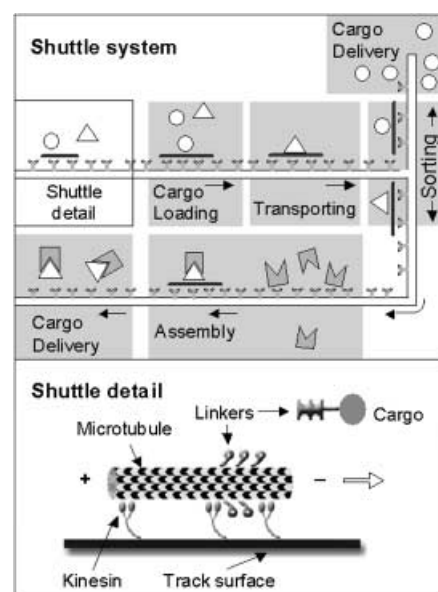 Shuttle system
Cargo
Delivery
Sorting
Shuttle
detail
Cargo
Loading
Transporting
Cargo
Delivery
Assembly
Shuttle detail
Linkers
Cargo
Microtubule
+
–
Kinesin
Track surface